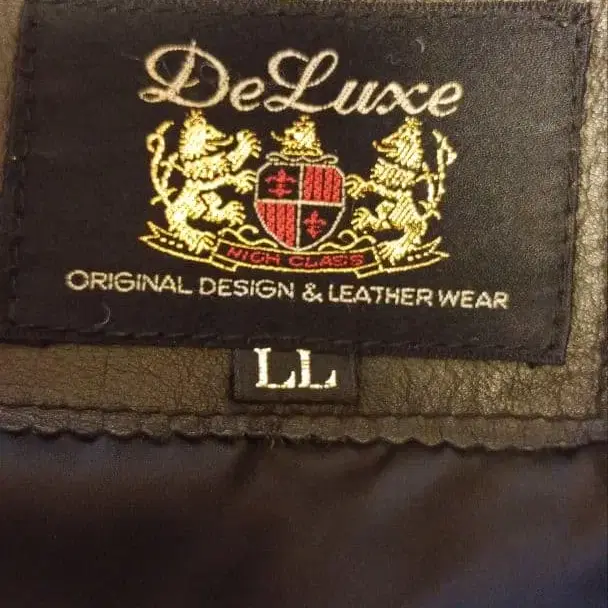 DeLuxe
HIGH CLASS
ORIGINAL DESIGN & LEATHER WEAR
LL